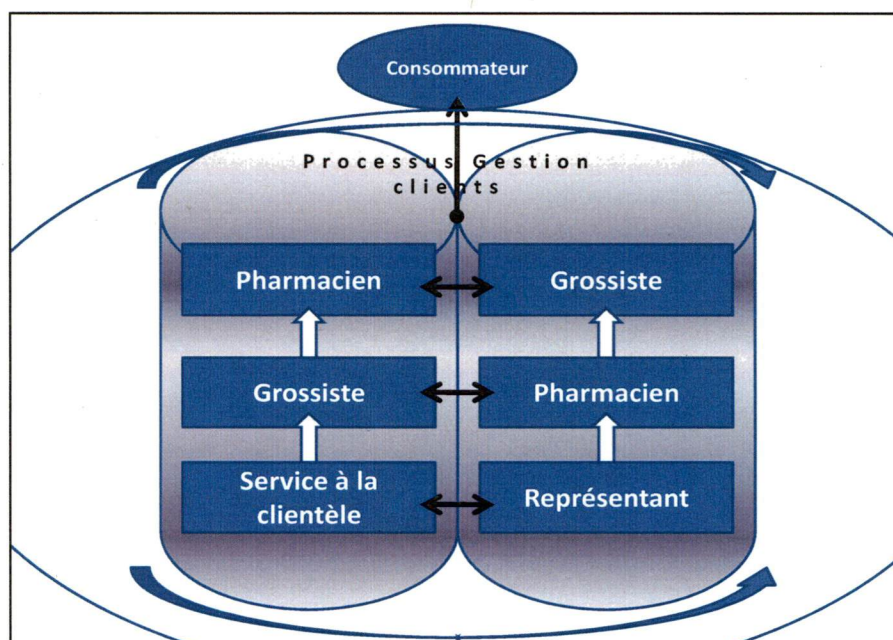 Consommateur
Processus Gestion
clients
Pharmacien
Grossiste
Grossiste
Pharmacien
Service à la
clientèle
Représentant